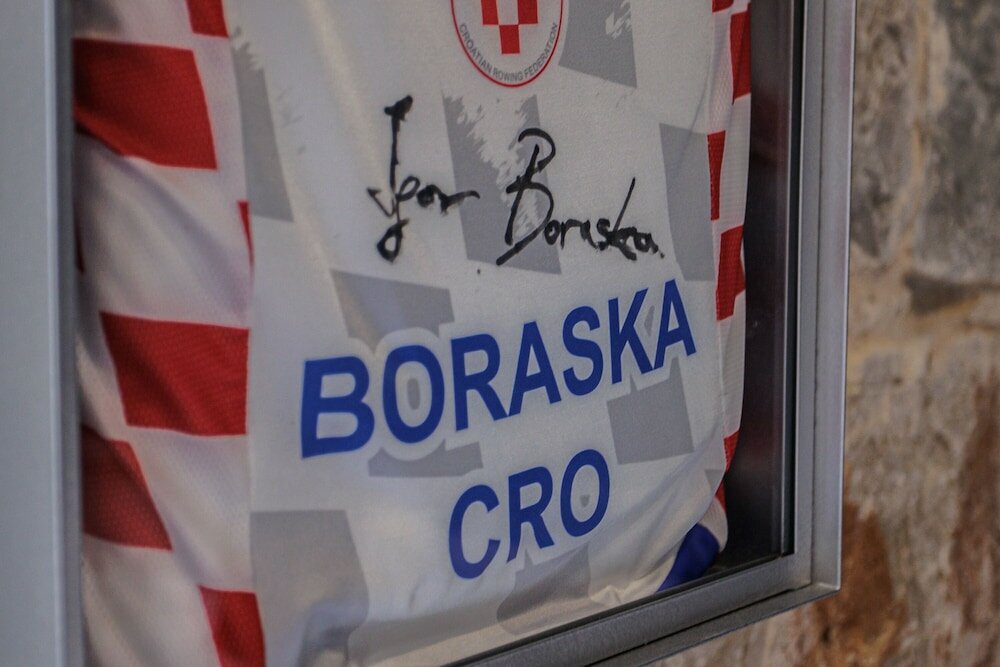 CROATIAN ROWING FEDERATION
Igor Boraska
BORASKA
CRO